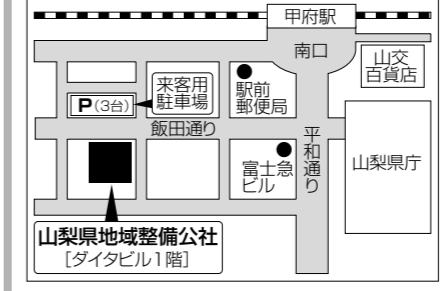 甲府駅
南口
山交
百貨店
来客用
駐車場
P(3台)
駅前
郵便局
飯田通り
平和通り
富士急
ビル
山梨県庁
山梨県地域整備公社
[ダイタビル1階]